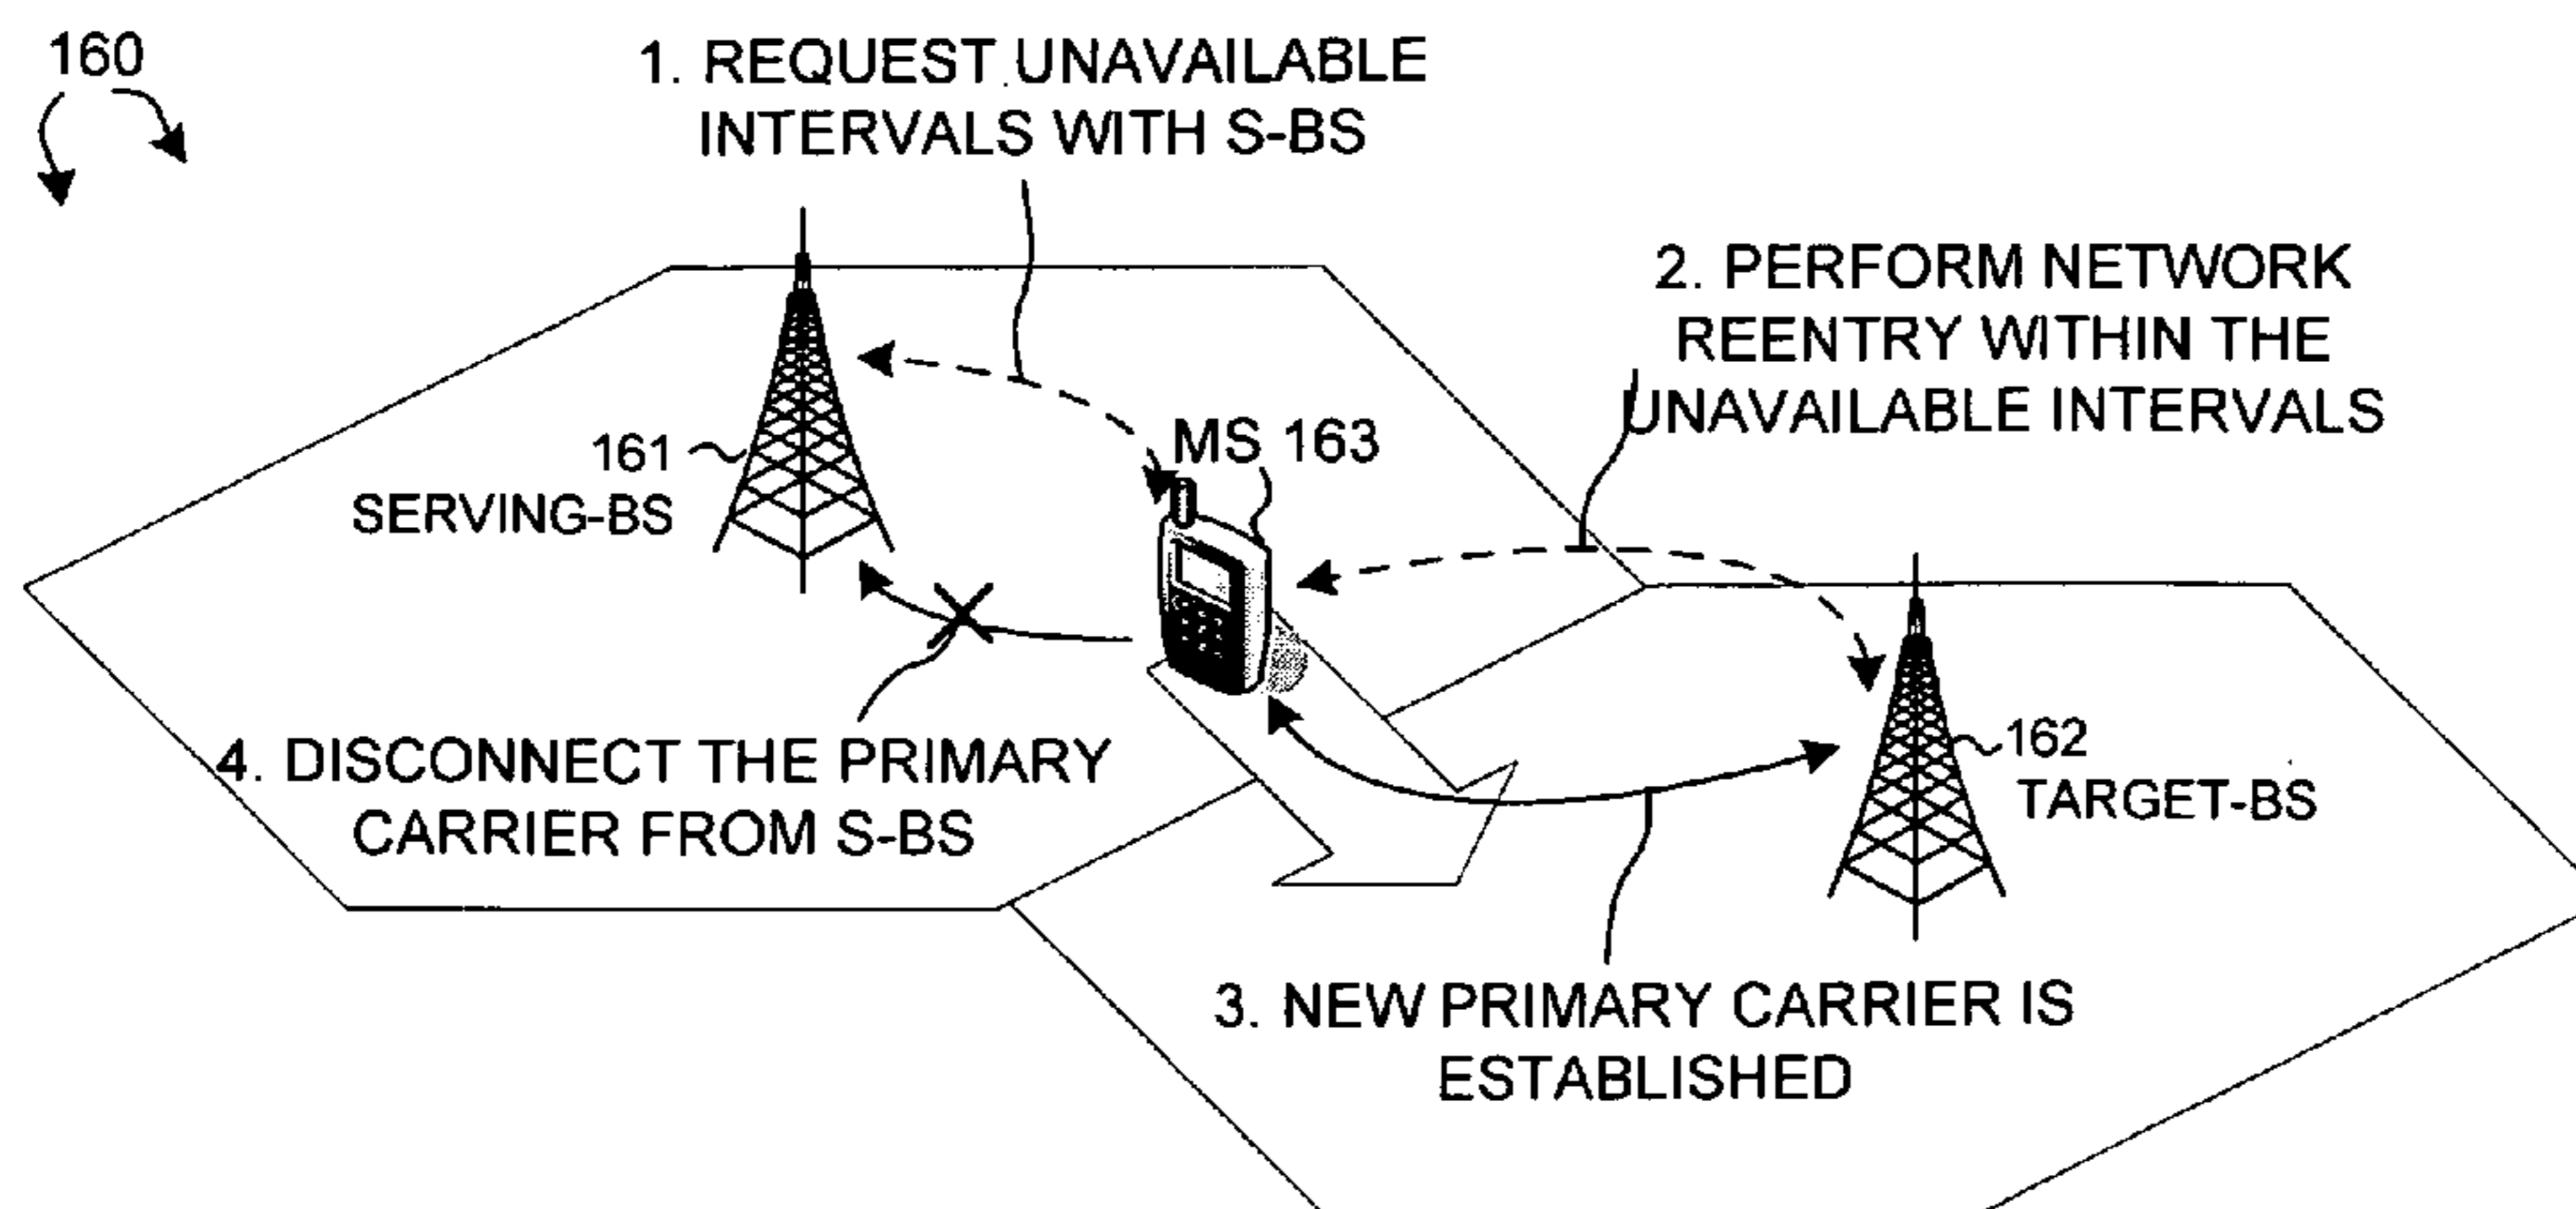 160
1. REQUEST UNAVAILABLE
INTERVALS WITH S-BS
2. PERFORM NETWORK
REENTRY WITHIN THE
UNAVAILABLE INTERVALS
161
SERVING-BS
MS 163
4. DISCONNECT THE PRIMARY
CARRIER FROM S-BS
162
TARGET-BS
3. NEW PRIMARY CARRIER IS
ESTABLISHED